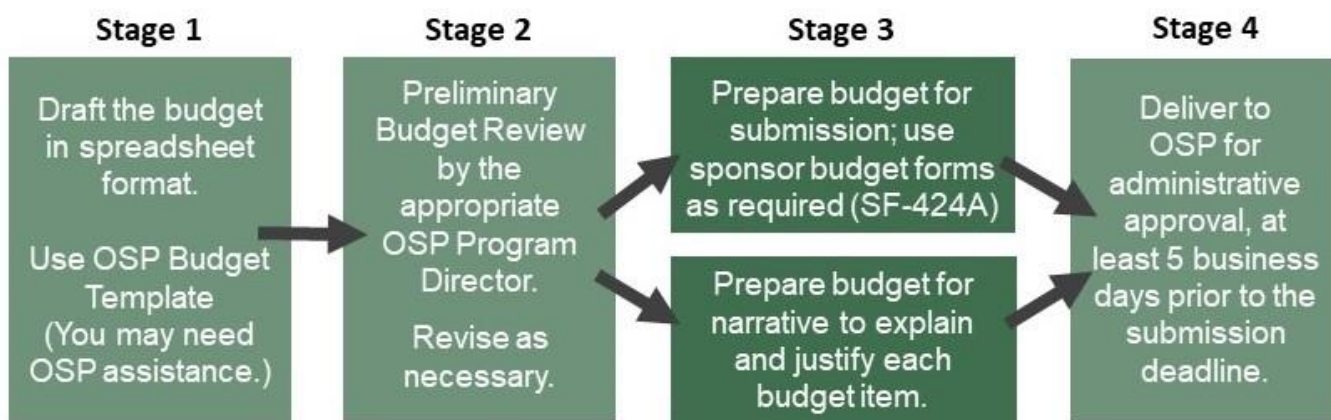 Stage 1
Draft the budget
in spreadsheet
format.
Use OSP Budget
Template
(You may need
OSP assistance.)
Stage 2
Preliminary
Budget Review
by the
appropriate
OSP Program
Director.
Revise as
necessary.
Stage 3
Prepare budget for
submission; use
sponsor budget forms
as required (SF-424A)
Prepare budget for
narrative to explain
and justify each
budget item.
Stage 4
Deliver to
OSP for
administrative
approval, at
least 5 business
days prior to the
submission
deadline.